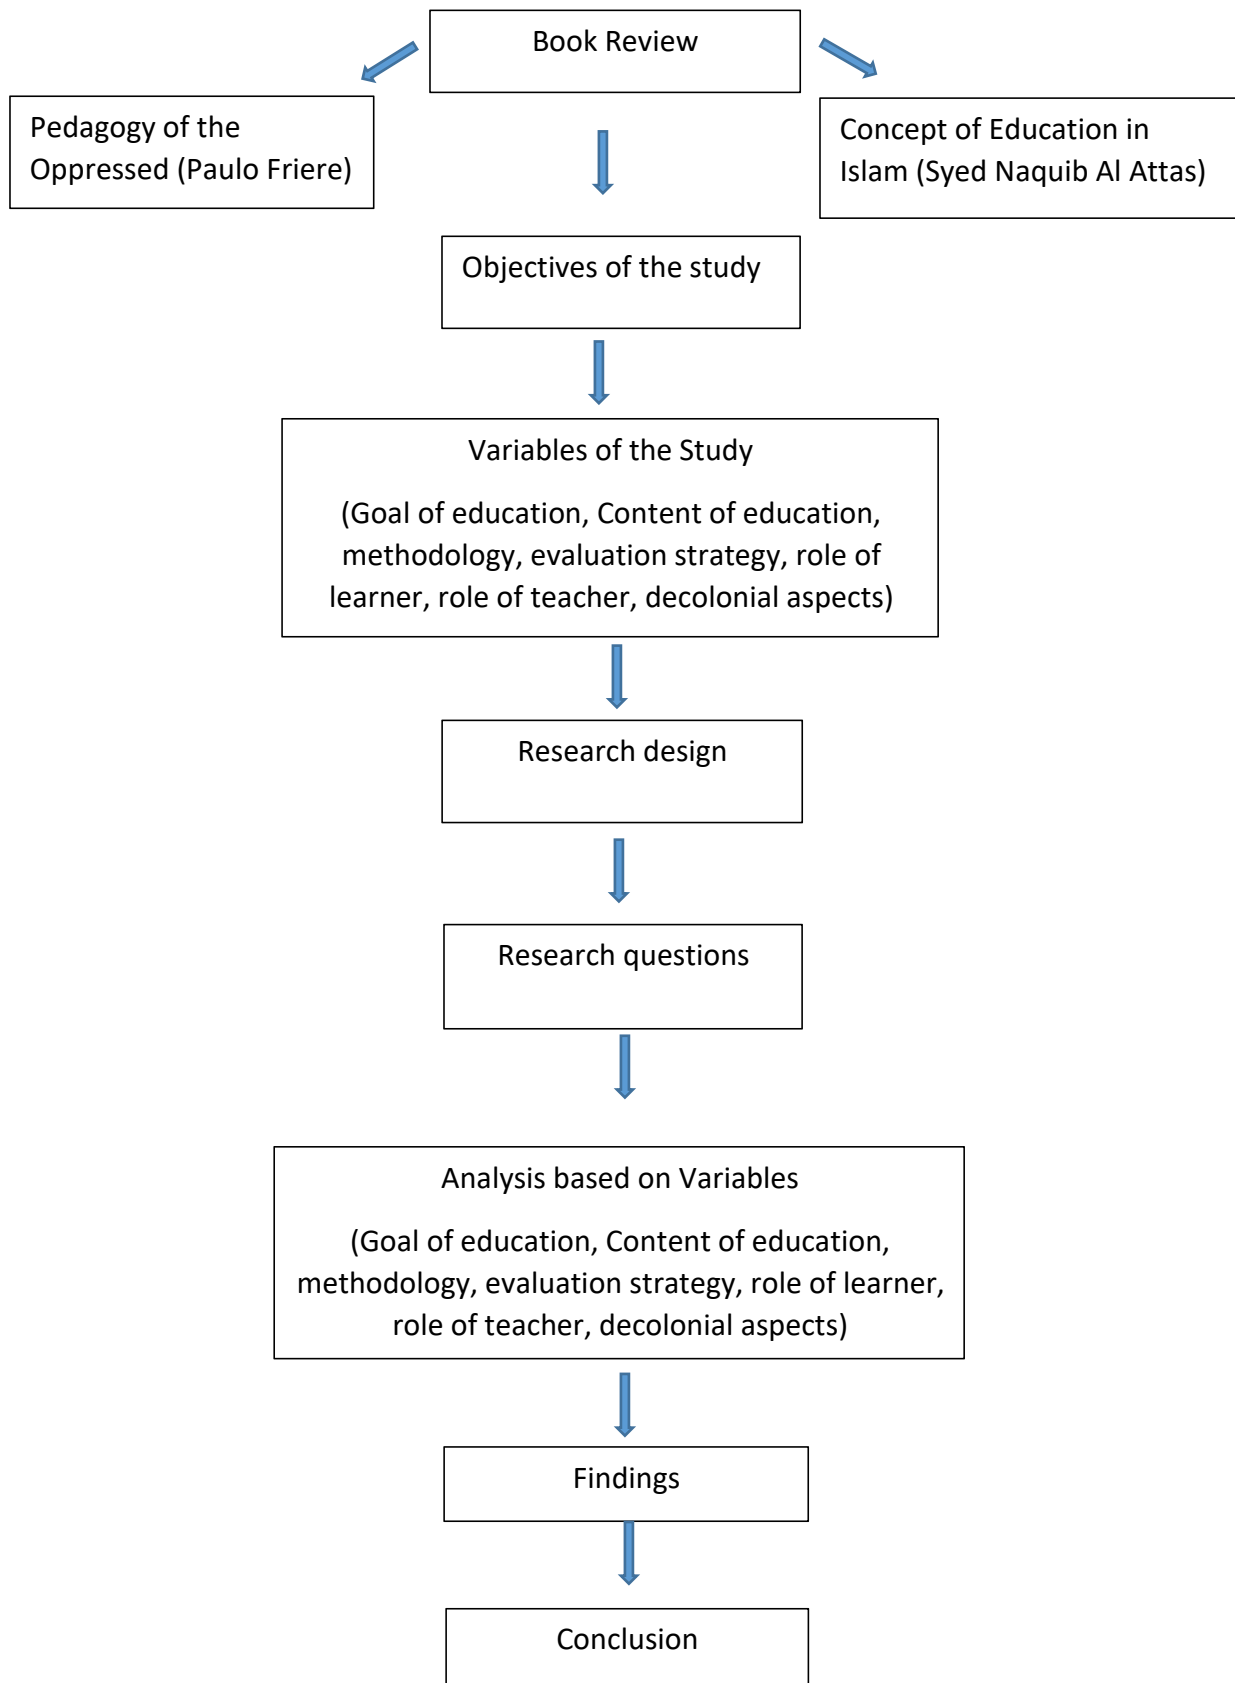 Book Review
Pedagogy of the
Oppressed (Paulo Friere)
Concept of Education in
Islam (Syed Naquib Al Attas)
Objectives of the study
Variables of the Study
(Goal of education, Content of education,
methodology, evaluation strategy, role of
learner, role of teacher, decolonial aspects)
Research design
Research questions
Analysis based on Variables
(Goal of education, Content of education,
methodology, evaluation strategy, role of learner,
role of teacher, decolonial aspects)
Findings
Conclusion